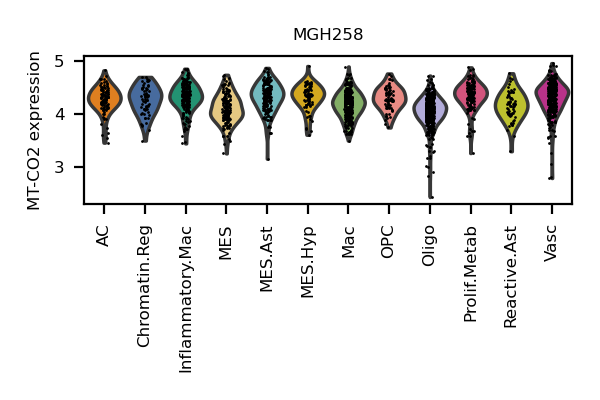 MGH258
MT-CO2 expression
5
4
3
AC
Chromatin.Reg
Inflammatory.Mac
MES
MES.Ast
MES.Hyp
Mac
OPC
Oligo
Prolif.Metab
Reactive.Ast
Vasc